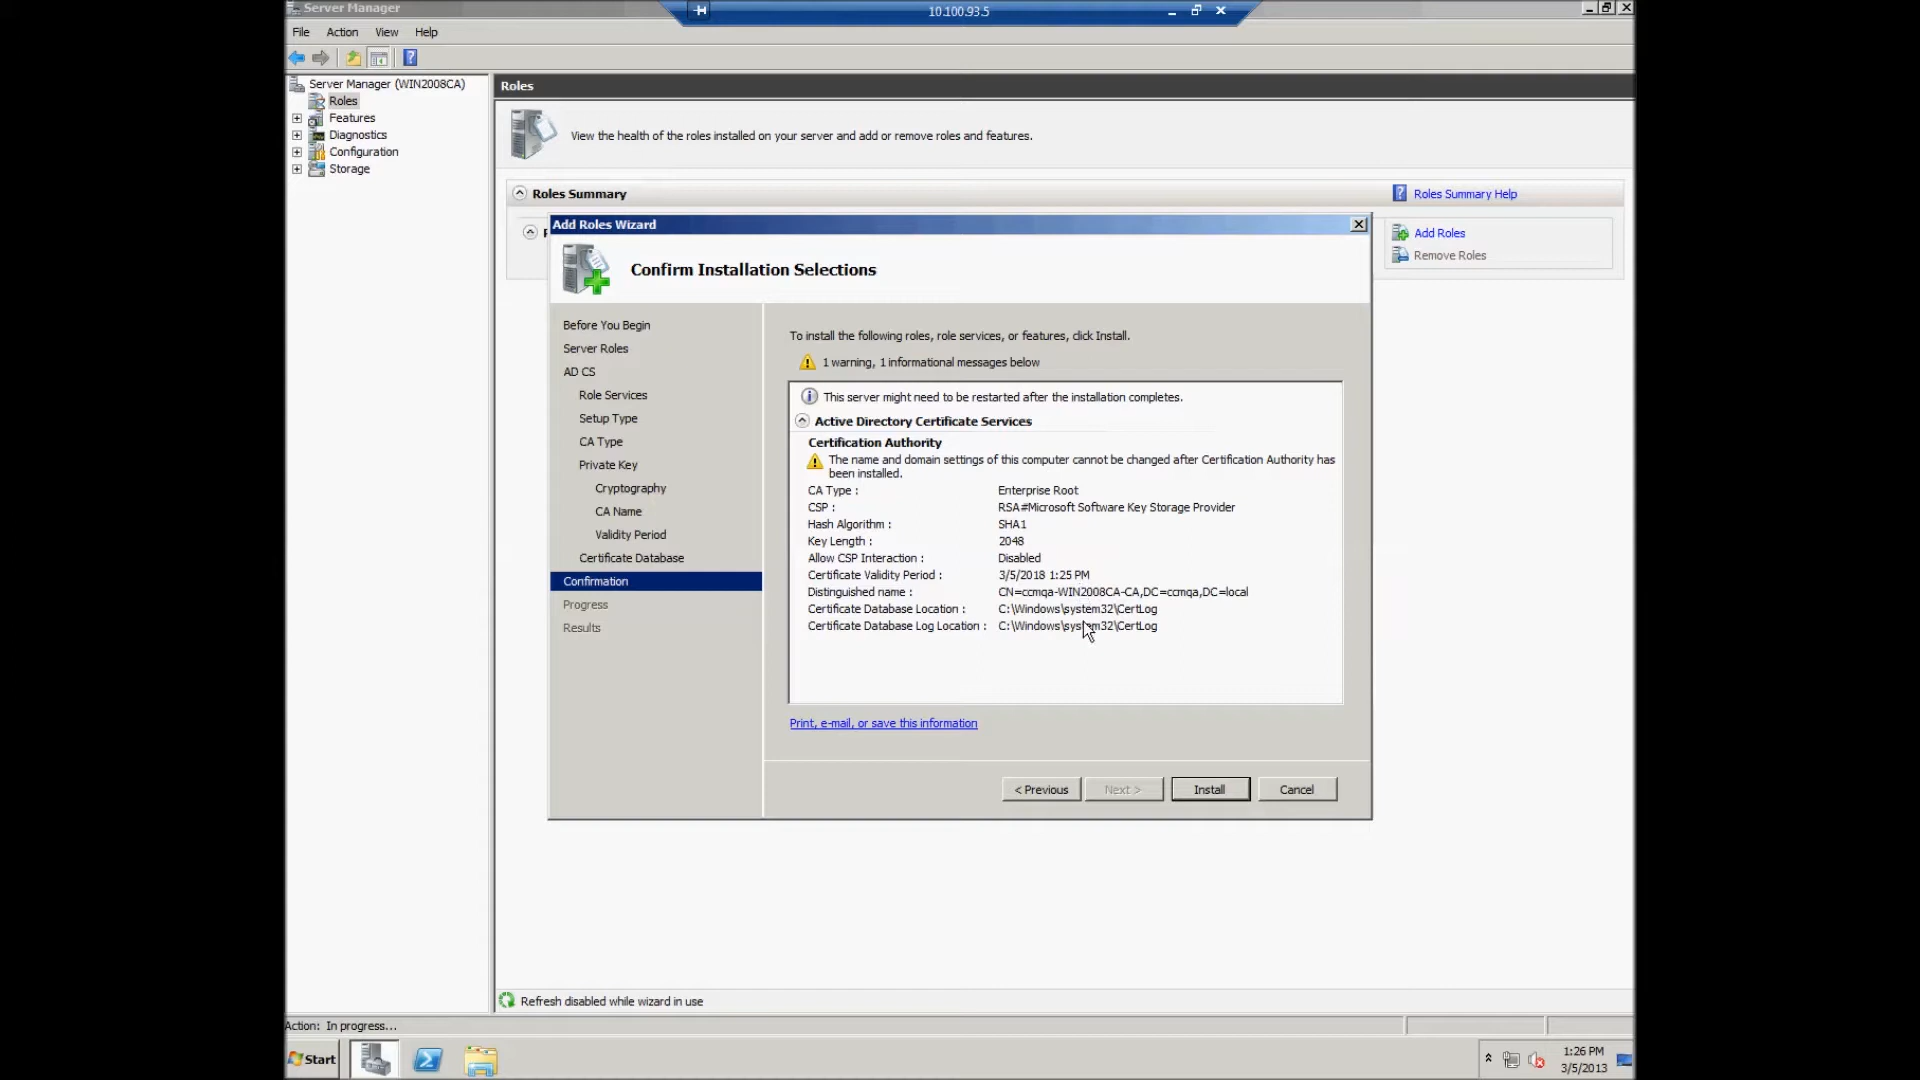 Server Manager
10.100.93.5
File Action View Help
Server Manager (WIN2008CA)
Roles
Features
Diagnostics
Configuration
Storage
Roles
View the health of the roles installed on your server and add or remove roles and features.
Roles Summary
Roles Summary Help
Add Roles
Remove Roles
Add Roles Wizard
Confirm Installation Selections
Before You Begin
Server Roles
AD CS
Role Services
Setup Type
CA Type
Private Key
Cryptography
CA Name
Validity Period
Certificate Database
Confirmation
Progress
Results
To install the following roles, role services, or features, click Install.
1 warning, 1 informational messages below
This server might need to be restarted after the installation completes.
Active Directory Certificate Services
Certification Authority
The name and domain settings of this computer cannot be changed after Certification Authority has
been installed.
CA Type : Enterprise Root
CSP : RSA#Microsoft Software Key Storage Provider
Hash Algorithm : SHA1
Key Length : 2048
Allow CSP Interaction : Disabled
Certificate Validity Period : 3/5/2018 1:25 PM
Distinguished name : CN=ccmqa-WIN2008CA-CA,DC=ccmqa,DC=local
Certificate Database Location : C:\Windows\system32\CertLog
Certificate Database Log Location : C:\Windows\system32\CertLog
Print, e-mail, or save this information
< Previous Next > Install Cancel
Refresh disabled while wizard in use
Action: In progress...
Start
1:26 PM
3/5/2013